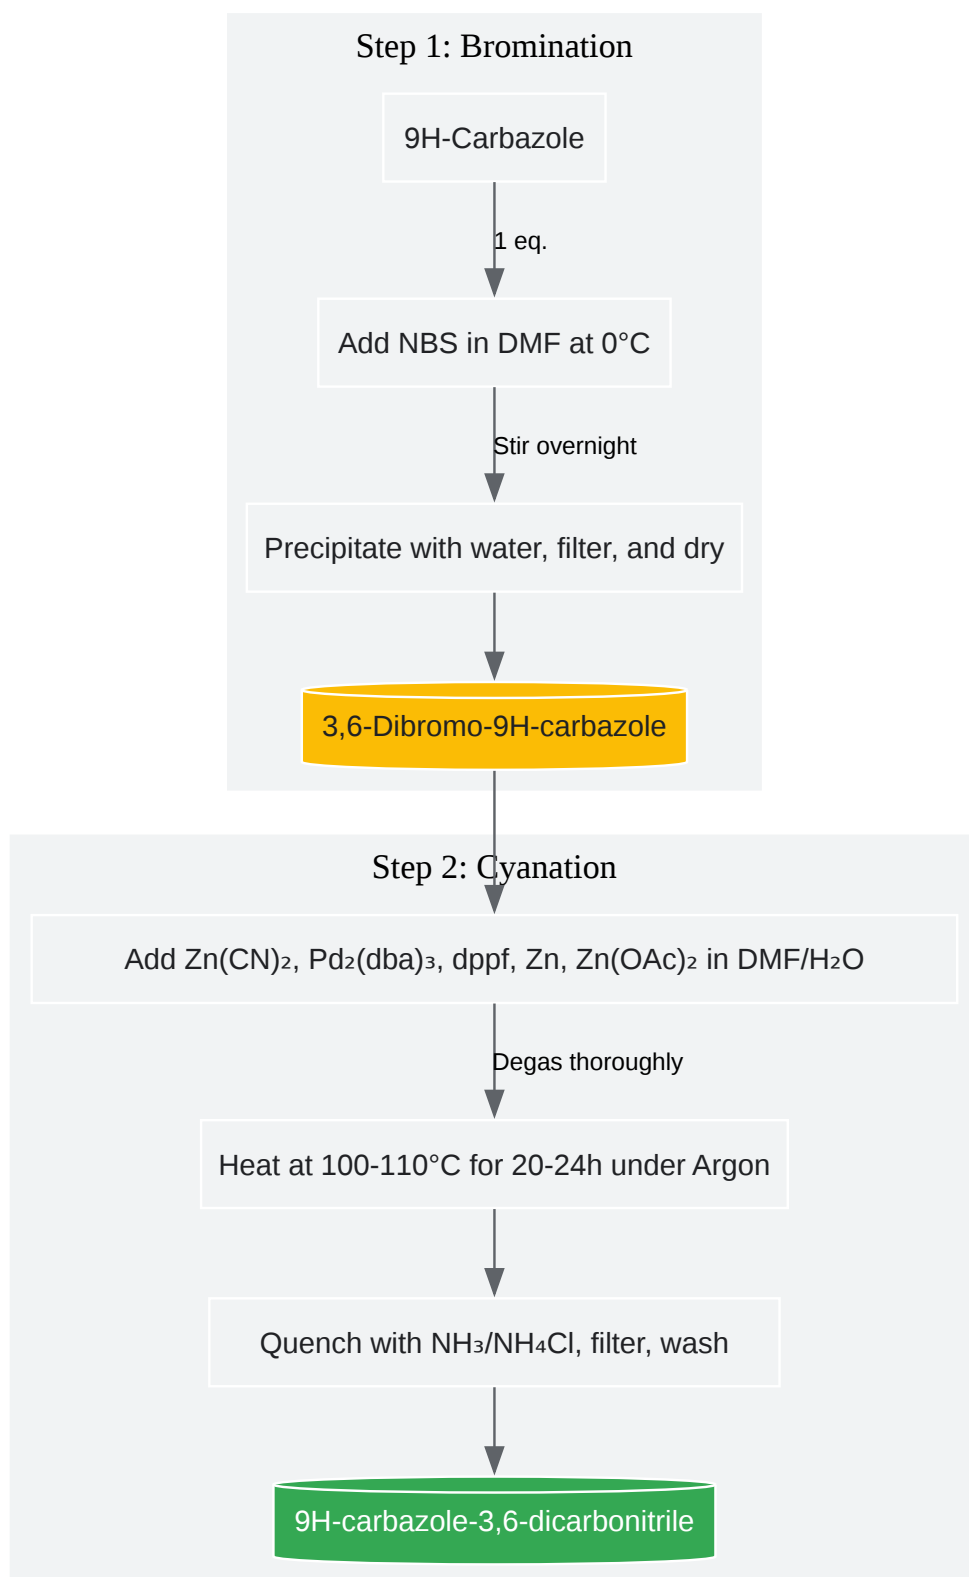 Step 1: Bromination
9H-Carbazole
1 eq.
Add NBS in DMF at 0°C
Stir overnight
Precipitate with water, filter, and dry
3,6-Dibromo-9H-carbazole
Step 2: Cyanation
Add Zn(CN)₂, Pd₂(dba)₃, dppf, Zn, Zn(OAc)₂ in DMF/H₂O
Degas thoroughly
Heat at 100-110°C for 20-24h under Argon
Quench with NH₃/NH₄Cl, filter, wash
9H-carbazole-3,6-dicarbonitrile